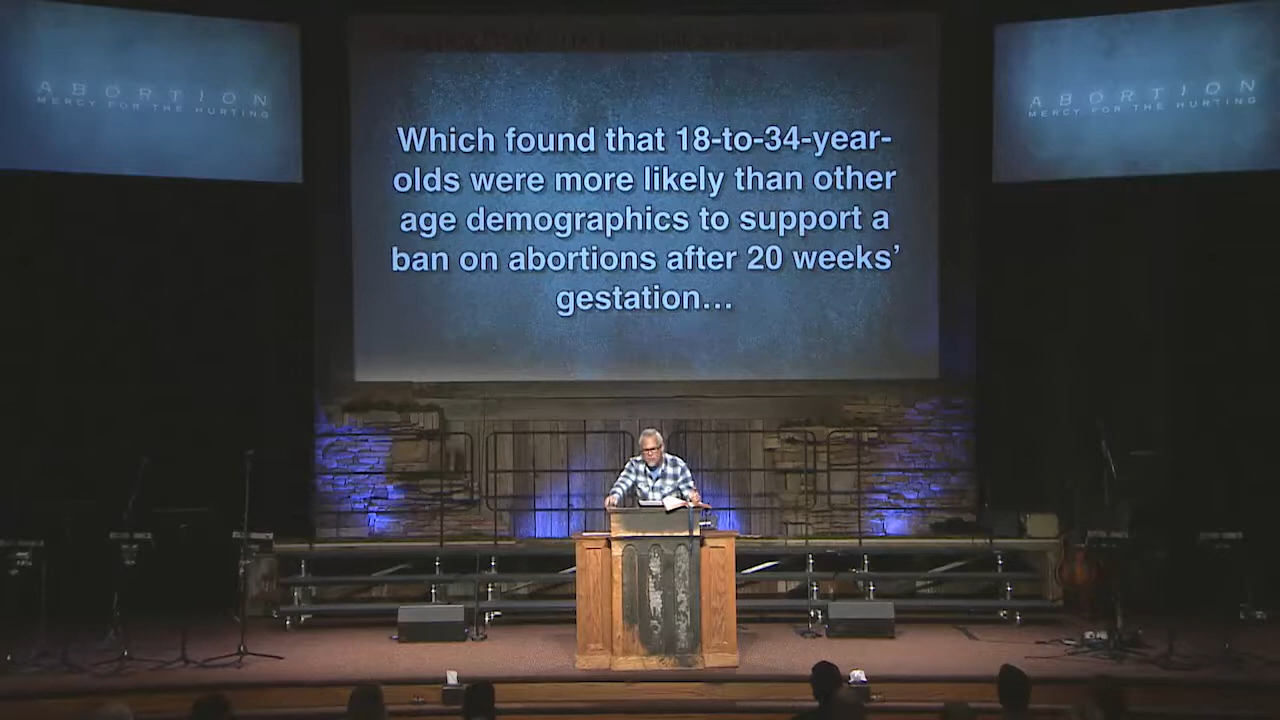 ABORTION
MERCY FOR THE HURTING
Which found that 18-to-34-year-
olds were more likely than other
age demographics to support a
ban on abortions after 20 weeks’
gestation…
ABORTION
MERCY FOR THE HURTING